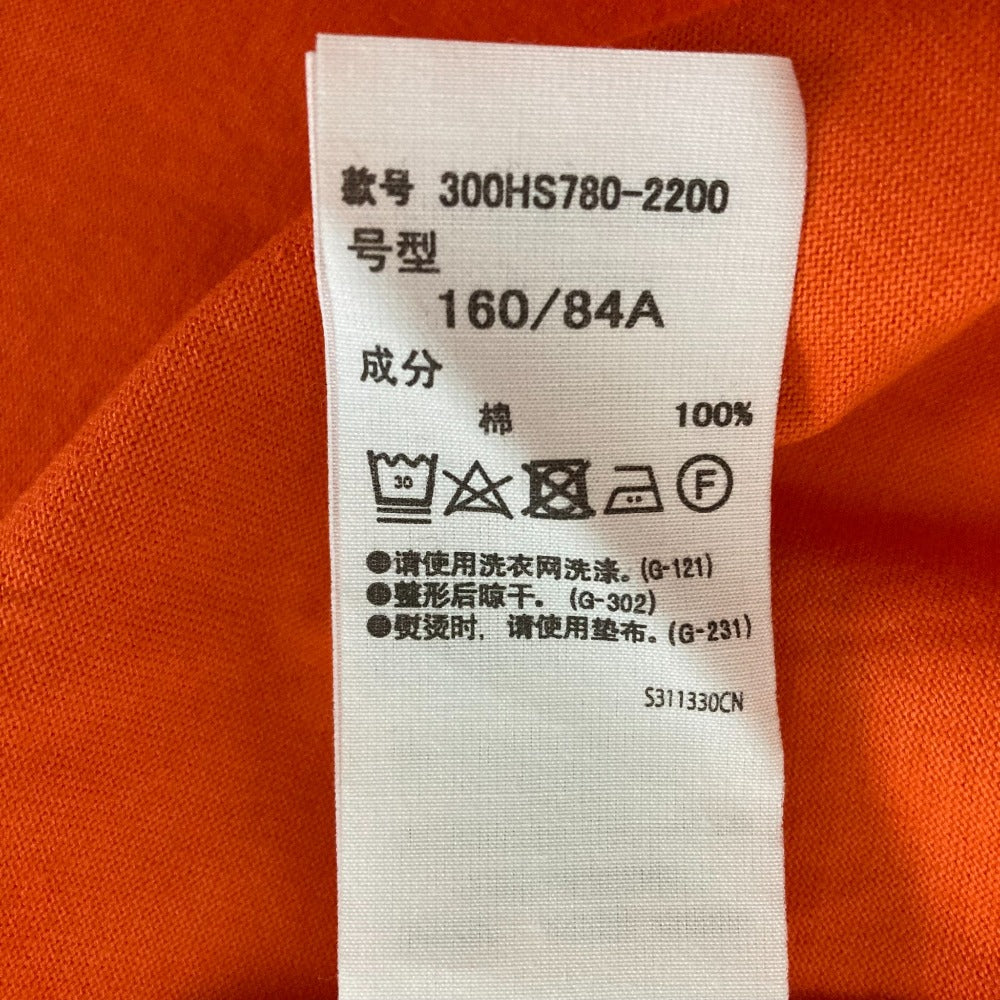 款号 300HS780-2200
号型
160/84A
成分
棉 100%
30 F
●请使用洗衣网洗涤。(G-121)
●整形后晾干。(G-302)
●熨烫时,请使用垫布。(G-231)
S311330CN